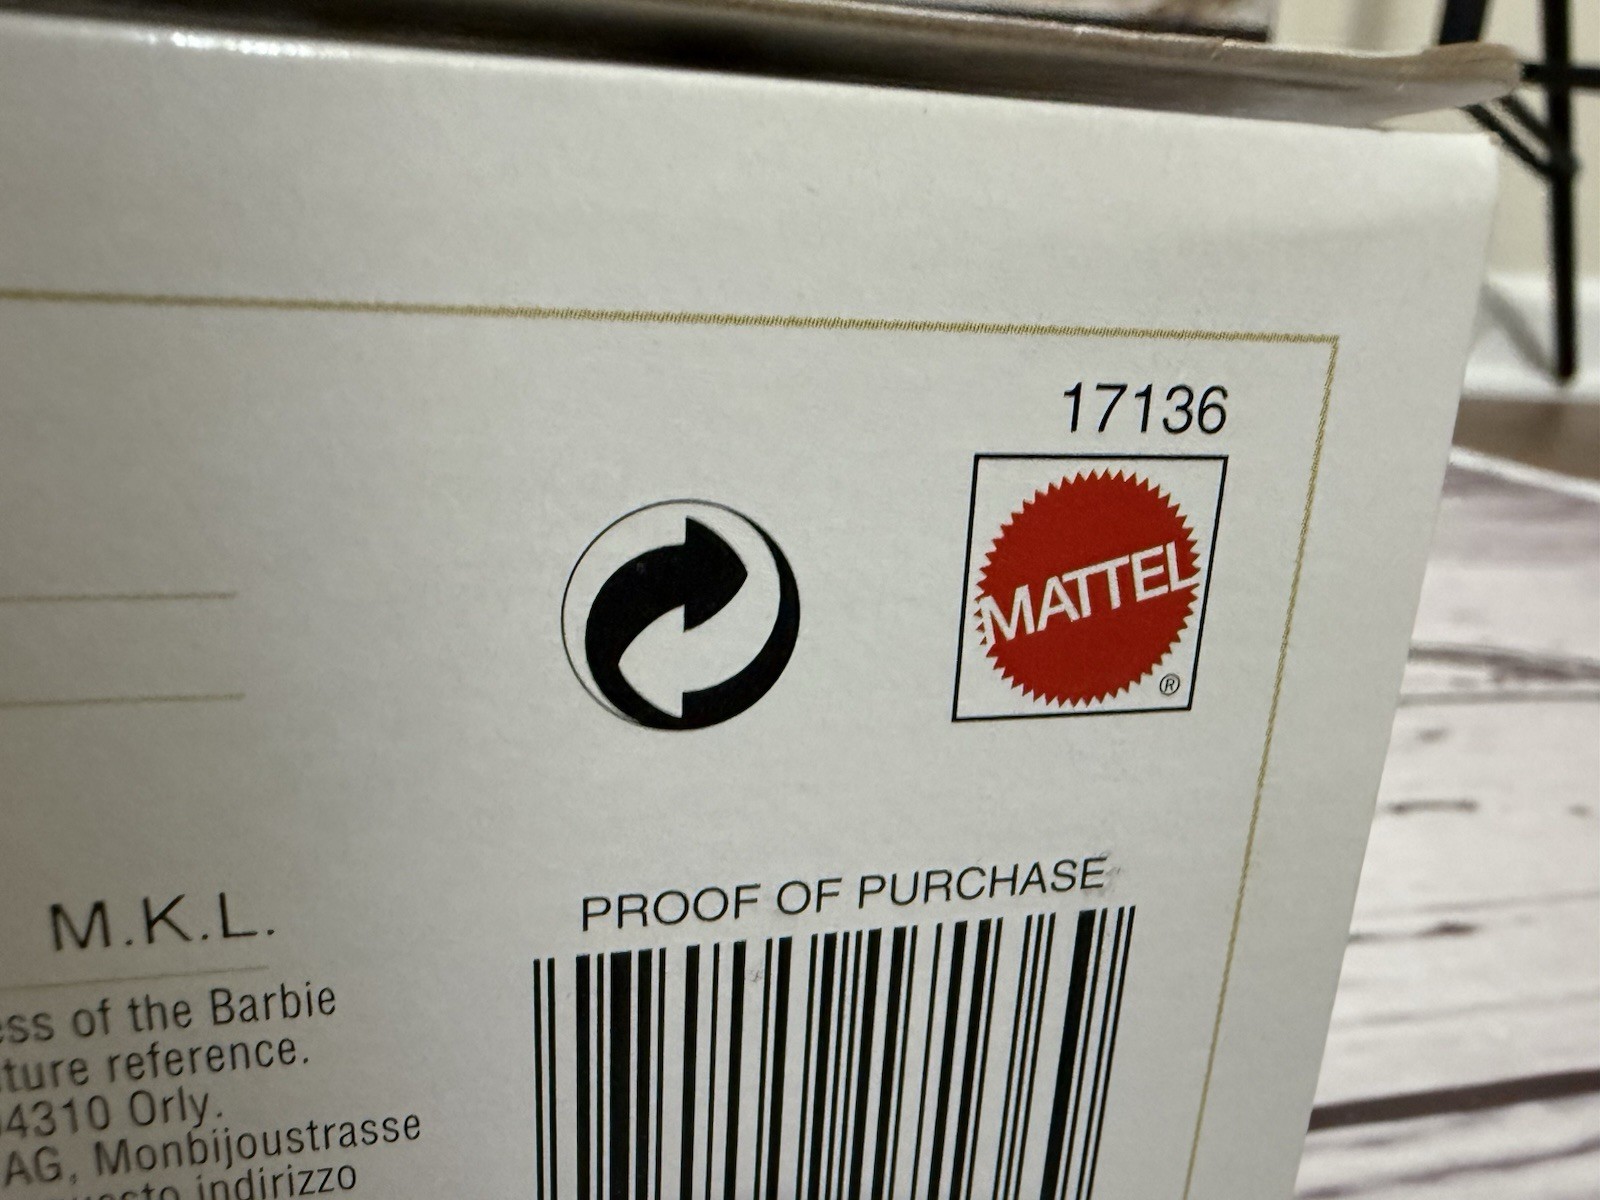 17136
MATTEL
®
PROOF OF PURCHASE
M.K.L.
ess of the Barbie
ture reference.
4310 Orly.
AG, Monbijoustrasse
indirizzo